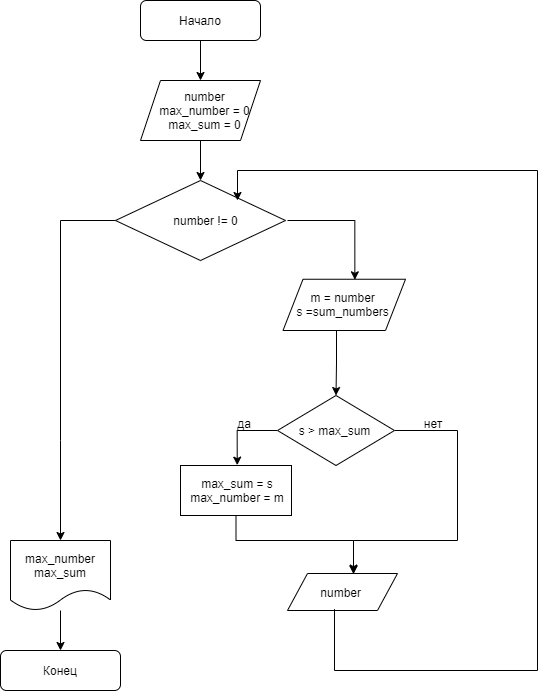 Начало
number
max_number = 0
max_sum = 0
number != 0
m = number
s =sum_numbers
да
s > max_sum
нет
max_sum = s
max_number = m
max_number
max_sum
number
Конец